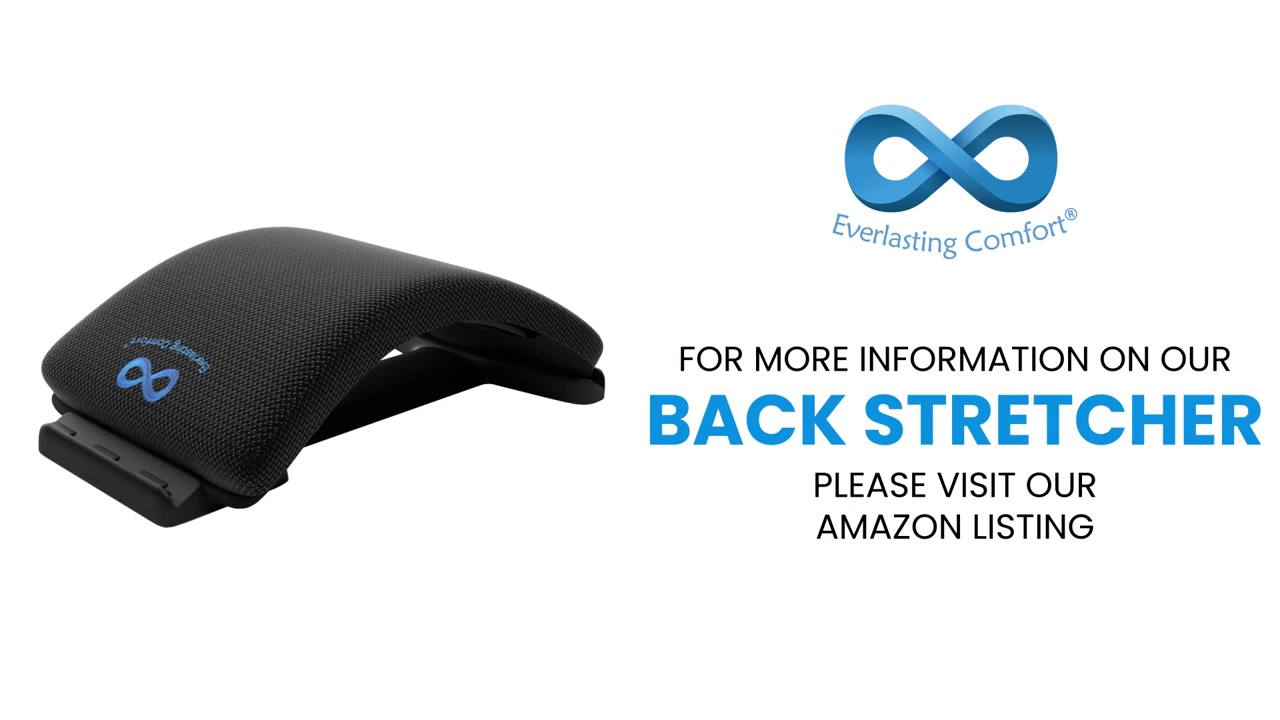 Everlasting Comfort®
Everlasting Comfort®
FOR MORE INFORMATION ON OUR
BACK STRETCHER
PLEASE VISIT OUR
AMAZON LISTING